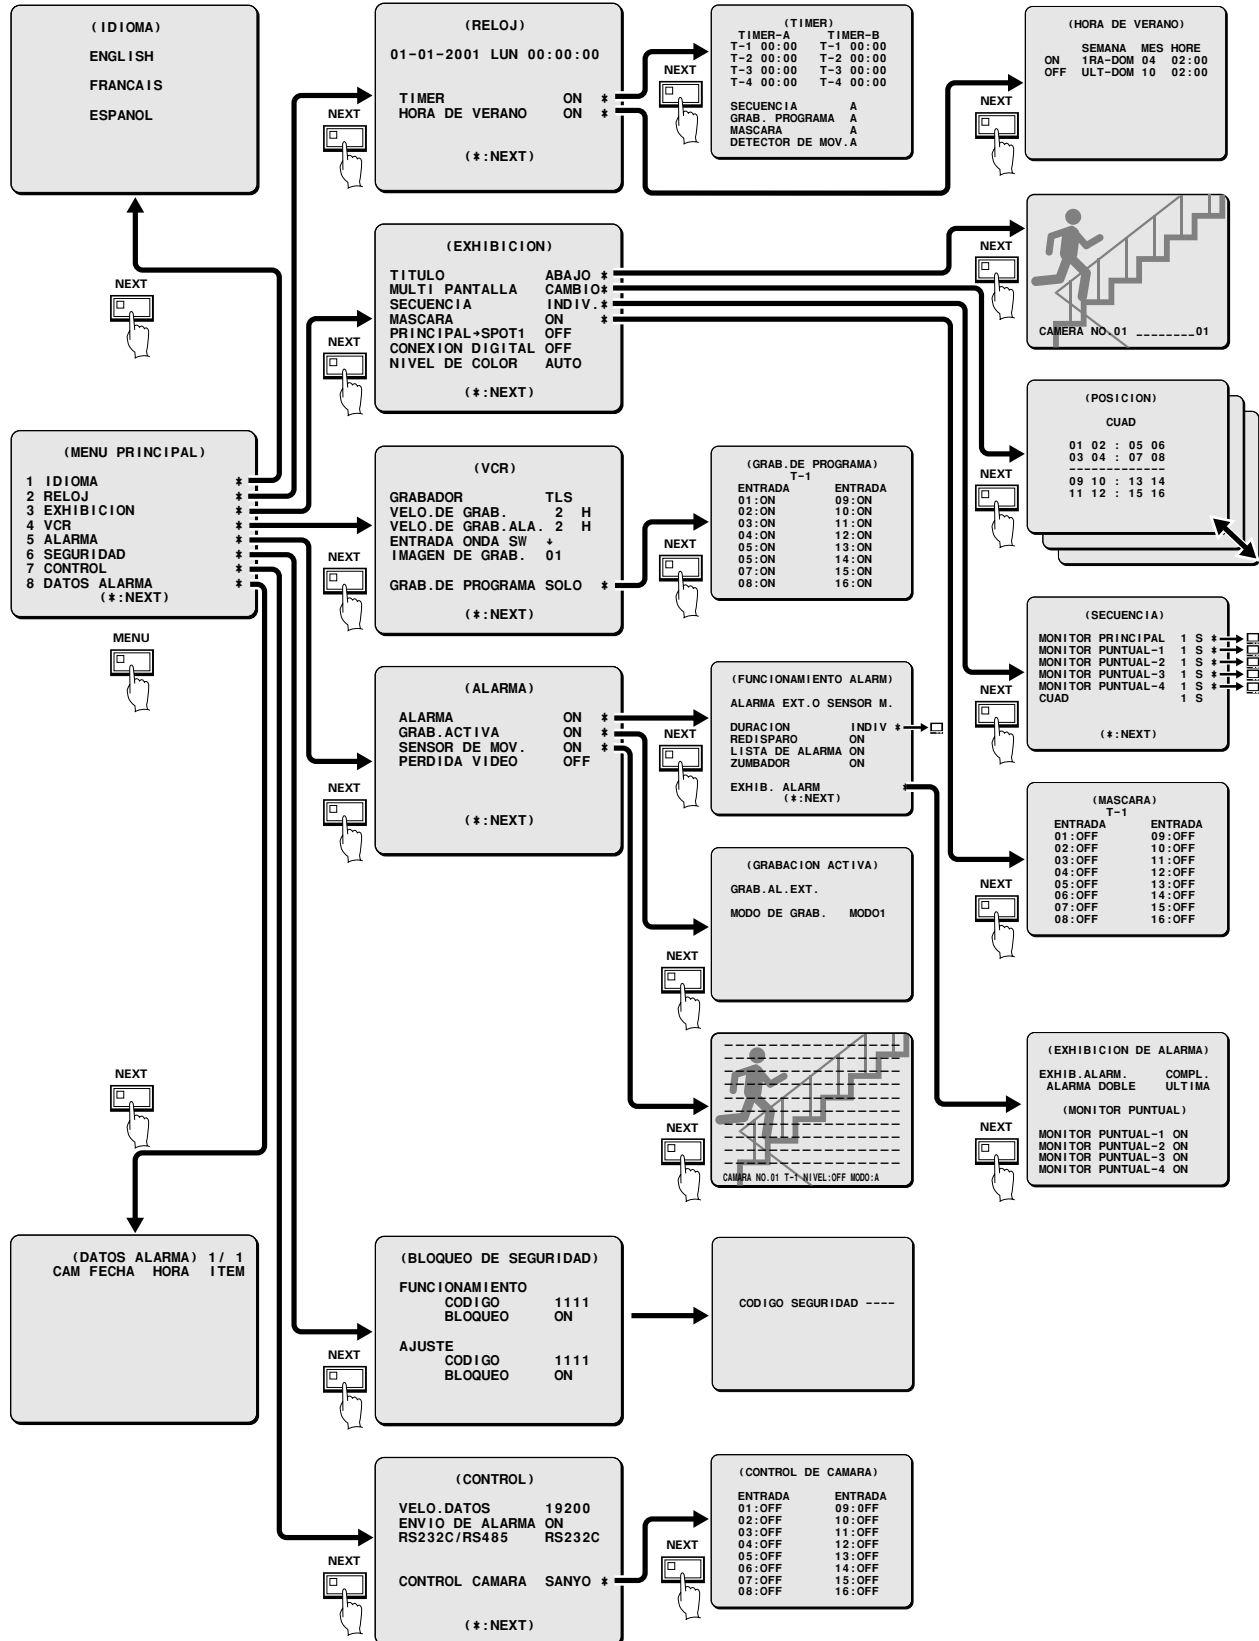 (IDIOMA)
ENGLISH
FRANCAIS
ESPANOL
NEXT
(MENU PRINCIPAL)
1 IDIOMA *
2 RELOJ *
3 EXHIBICION *
4 VCR *
5 ALARMA *
6 SEGURIDAD *
7 CONTROL *
8 DATOS ALARMA *
(*:NEXT)
MENU
NEXT
(DATOS ALARMA) 1/ 1
CAM FECHA HORA ITEM
NEXT
(RELOJ)
01-01-2001 LUN 00:00:00
TIMER ON *
HORA DE VERANO ON *
(*:NEXT)
NEXT
(TIMER)
TIMER-A TIMER-B
T-1 00:00 T-1 00:00
T-2 00:00 T-2 00:00
T-3 00:00 T-3 00:00
T-4 00:00 T-4 00:00
SECUENCIA A
GRAB. PROGRAMA A
MASCARA A
DETECTOR DE MOV.A
NEXT
(HORA DE VERANO)
SEMANA MES HORE
ON 1RA-DOM 04 02:00
OFF ULT-DOM 10 02:00
NEXT
(EXHIBICION)
TITULO ABAJO *
MULTI PANTALLA CAMBIO*
SECUENCIA INDIV.*
MASCARA ON *
PRINCIPAL→SPOT1 OFF
CONEXION DIGITAL OFF
NIVEL DE COLOR AUTO
(*:NEXT)
NEXT
CAMERA NO.01 ________01
NEXT
(POSICION)
CUAD
01 02 : 05 06
03 04 : 07 08
-------------
09 10 : 13 14
11 12 : 15 16
NEXT
(SECUENCIA)
MONITOR PRINCIPAL 1 S *
MONITOR PUNTUAL-1 1 S *
MONITOR PUNTUAL-2 1 S *
MONITOR PUNTUAL-3 1 S *
MONITOR PUNTUAL-4 1 S *
CUAD 1 S
(*:NEXT)
NEXT
(MASCARA)
T-1
ENTRADA ENTRADA
01:OFF 09:OFF
02:OFF 10:OFF
03:OFF 11:OFF
04:OFF 12:OFF
05:OFF 13:OFF
06:OFF 14:OFF
07:OFF 15:OFF
08:OFF 16:OFF
NEXT
(VCR)
GRABADOR TLS
VELO.DE GRAB. 2 H
VELO.DE GRAB.ALA. 2 H
ENTRADA ONDA SW ↓
IMAGEN DE GRAB. 01
GRAB.DE PROGRAMA SOLO *
(*:NEXT)
NEXT
(GRAB.DE PROGRAMA)
T-1
ENTRADA ENTRADA
01:ON 09:ON
02:ON 10:ON
03:ON 11:ON
04:ON 12:ON
05:ON 13:ON
05:ON 14:ON
07:ON 15:ON
08:ON 16:ON
NEXT
(ALARMA)
ALARMA ON *
GRAB.ACTIVA ON *
SENSOR DE MOV. ON *
PERDIDA VIDEO OFF
(*:NEXT)
NEXT
(FUNCIONAMIENTO ALARM)
ALARMA EXT.O SENSOR M.
DURACION INDIV *
REDISPARO ON
LISTA DE ALARMA ON
ZUMBADOR ON
EXHIB. ALARM *
(*:NEXT)
NEXT
(GRABACION ACTIVA)
GRAB.AL.EXT.
MODO DE GRAB. MODO1
NEXT
CAMARA NO.01 T-1 NIVEL:OFF MODO:A
NEXT
(EXHIBICION DE ALARMA)
EXHIB.ALARM. COMPL.
ALARMA DOBLE ULTIMA
(MONITOR PUNTUAL)
MONITOR PUNTUAL-1 ON
MONITOR PUNTUAL-2 ON
MONITOR PUNTUAL-3 ON
MONITOR PUNTUAL-4 ON
NEXT
(BLOQUEO DE SEGURIDAD)
FUNCIONAMIENTO
CODIGO 1111
BLOQUEO ON
AJUSTE
CODIGO 1111
BLOQUEO ON
CODIGO SEGURIDAD ----
NEXT
(CONTROL)
VELO.DATOS 19200
ENVIO DE ALARMA ON
RS232C/RS485 RS232C
CONTROL CAMARA SANYO *
(*:NEXT)
NEXT
(CONTROL DE CAMARA)
ENTRADA ENTRADA
01:OFF 09:OFF
02:OFF 10:OFF
03:OFF 11:OFF
04:OFF 12:OFF
05:OFF 13:OFF
06:OFF 14:OFF
07:OFF 15:OFF
08:OFF 16:OFF